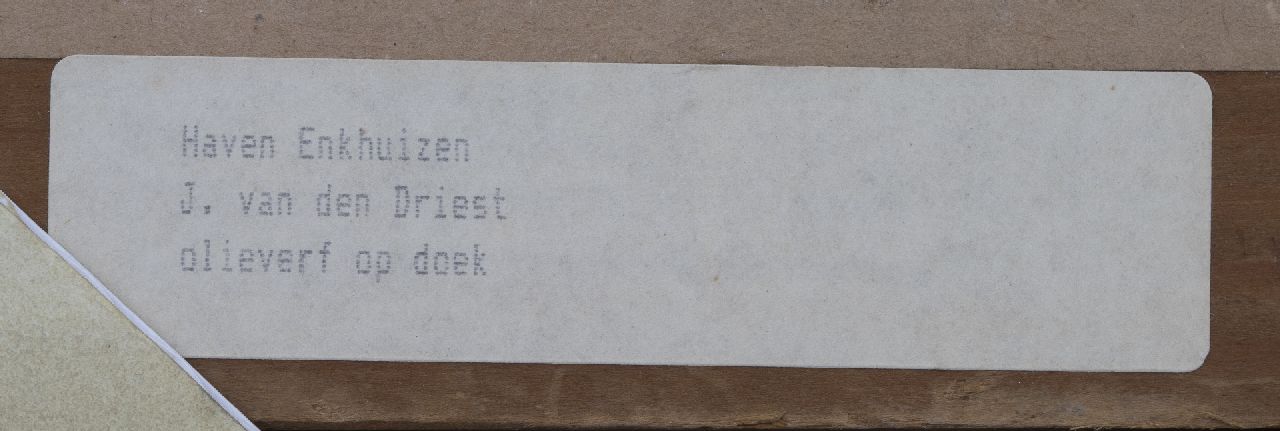 Haven Enkhuizen
J. van den Driest
olieverf op doek